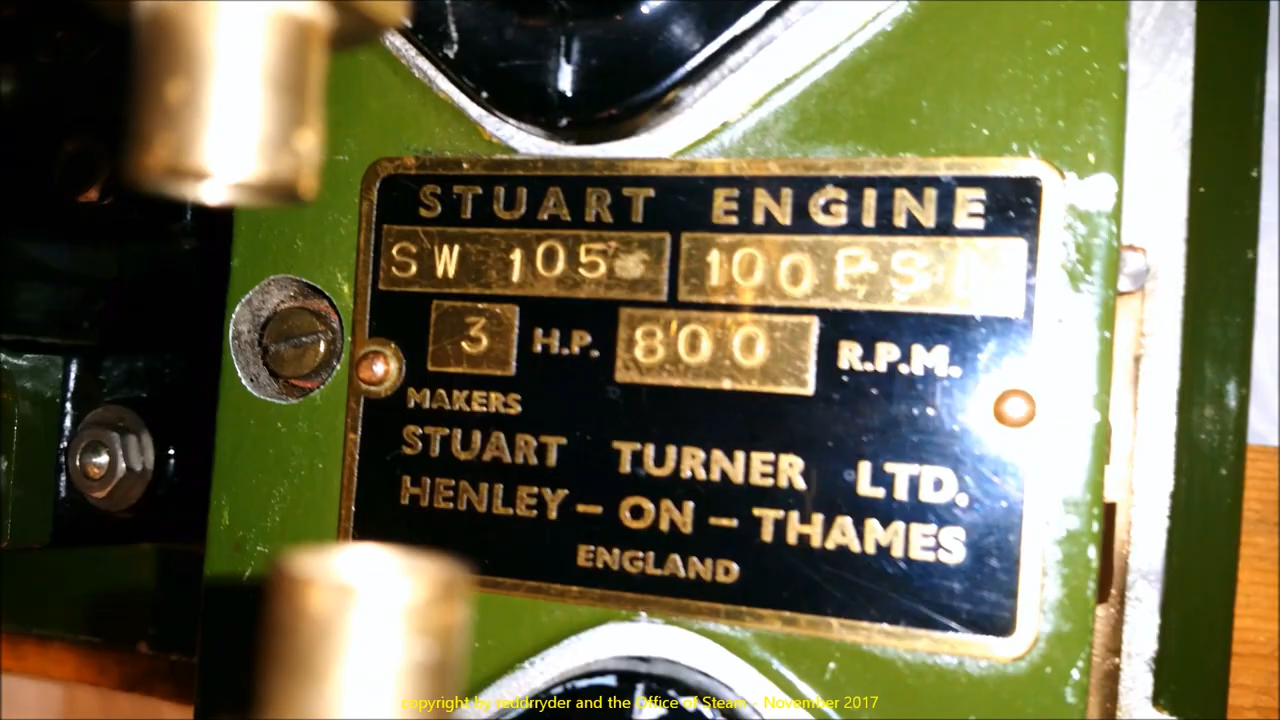 STUART ENGINE
SW 105 100 PSI
3 H.P. 800 R.P.M.
MAKERS
STUART TURNER LTD.
HENLEY-ON-THAMES
ENGLAND
copyright by reddrryder and the Office of Steam - November 2017